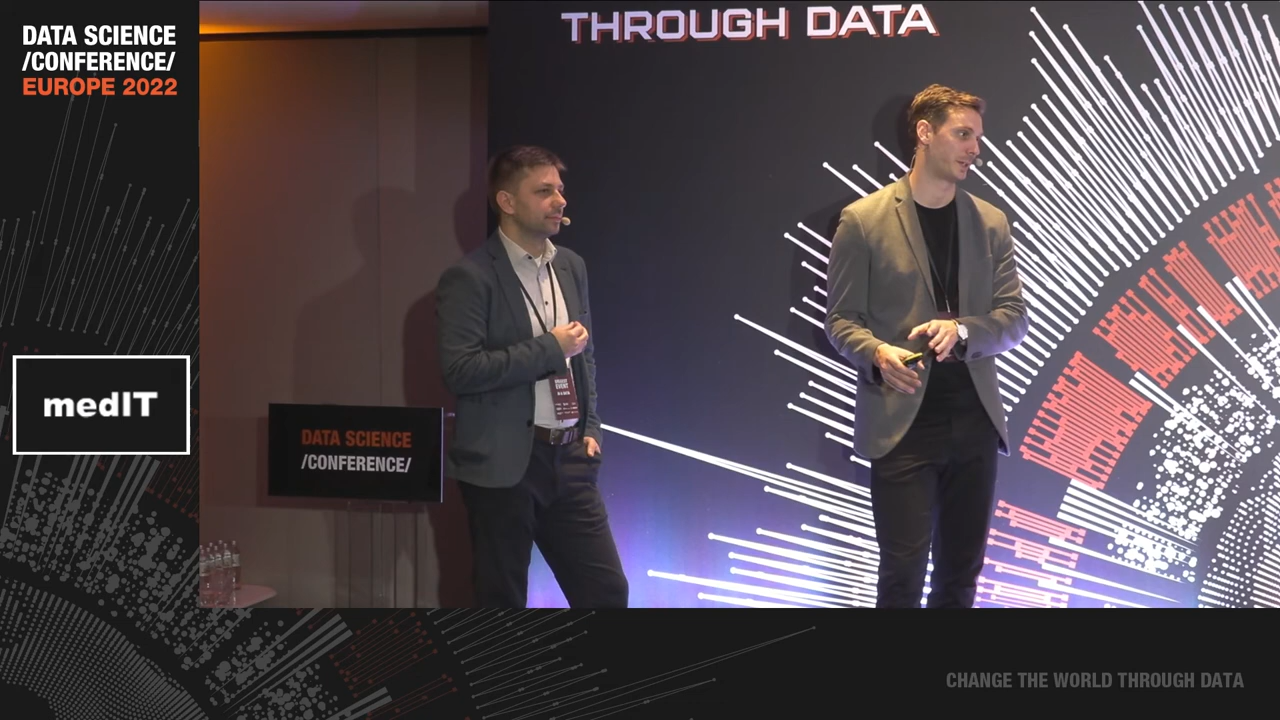 DATA SCIENCE
/CONFERENCE/
EUROPE 2022
THROUGH DATA
medIT
DATA SCIENCE
/CONFERENCE/
CHANGE THE WORLD THROUGH DATA